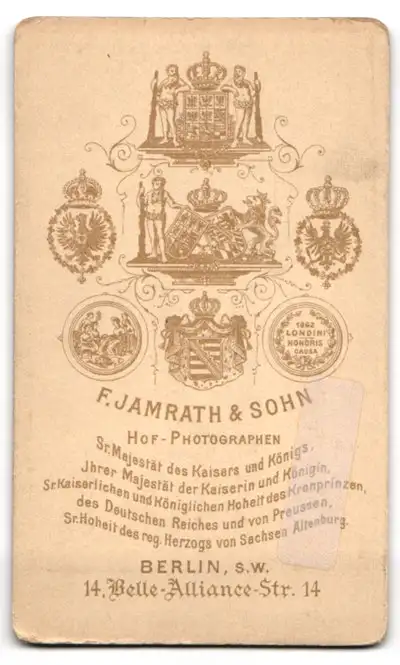 1862
LONDINI
HONORIS
CAUSA
F. JAMRATH & SOHN
HOF-PHOTOGRAPHEN
Sr. Majestät des Kaisers und Königs,
Jhrer Majestät der Kaiserin und Königin,
Sr. Kaiserlichen und Königlichen Hoheit des Kronprinzen,
des Deutschen Reiches und von Preussen,
Sr. Hoheit des reg. Herzogs von Sachsen Altenburg.
BERLIN, S.W.
14. Belle-Alliance-Str. 14